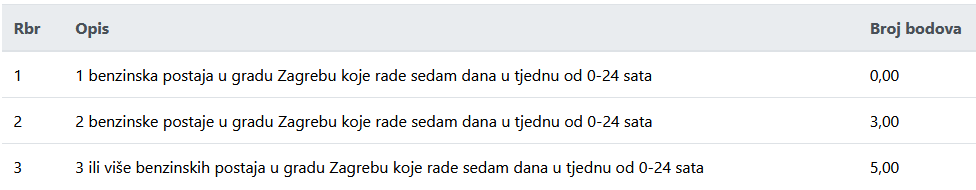 Rbr Opis Broj bodova
1 1 benzinska postaja u gradu Zagrebu koje rade sedam dana u tjednu od 0-24 sata 0,00
2 2 benzinske postaje u gradu Zagrebu koje rade sedam dana u tjednu od 0-24 sata 3,00
3 3 ili više benzinskih postaja u gradu Zagrebu koje rade sedam dana u tjednu od 0-24 sata 5,00